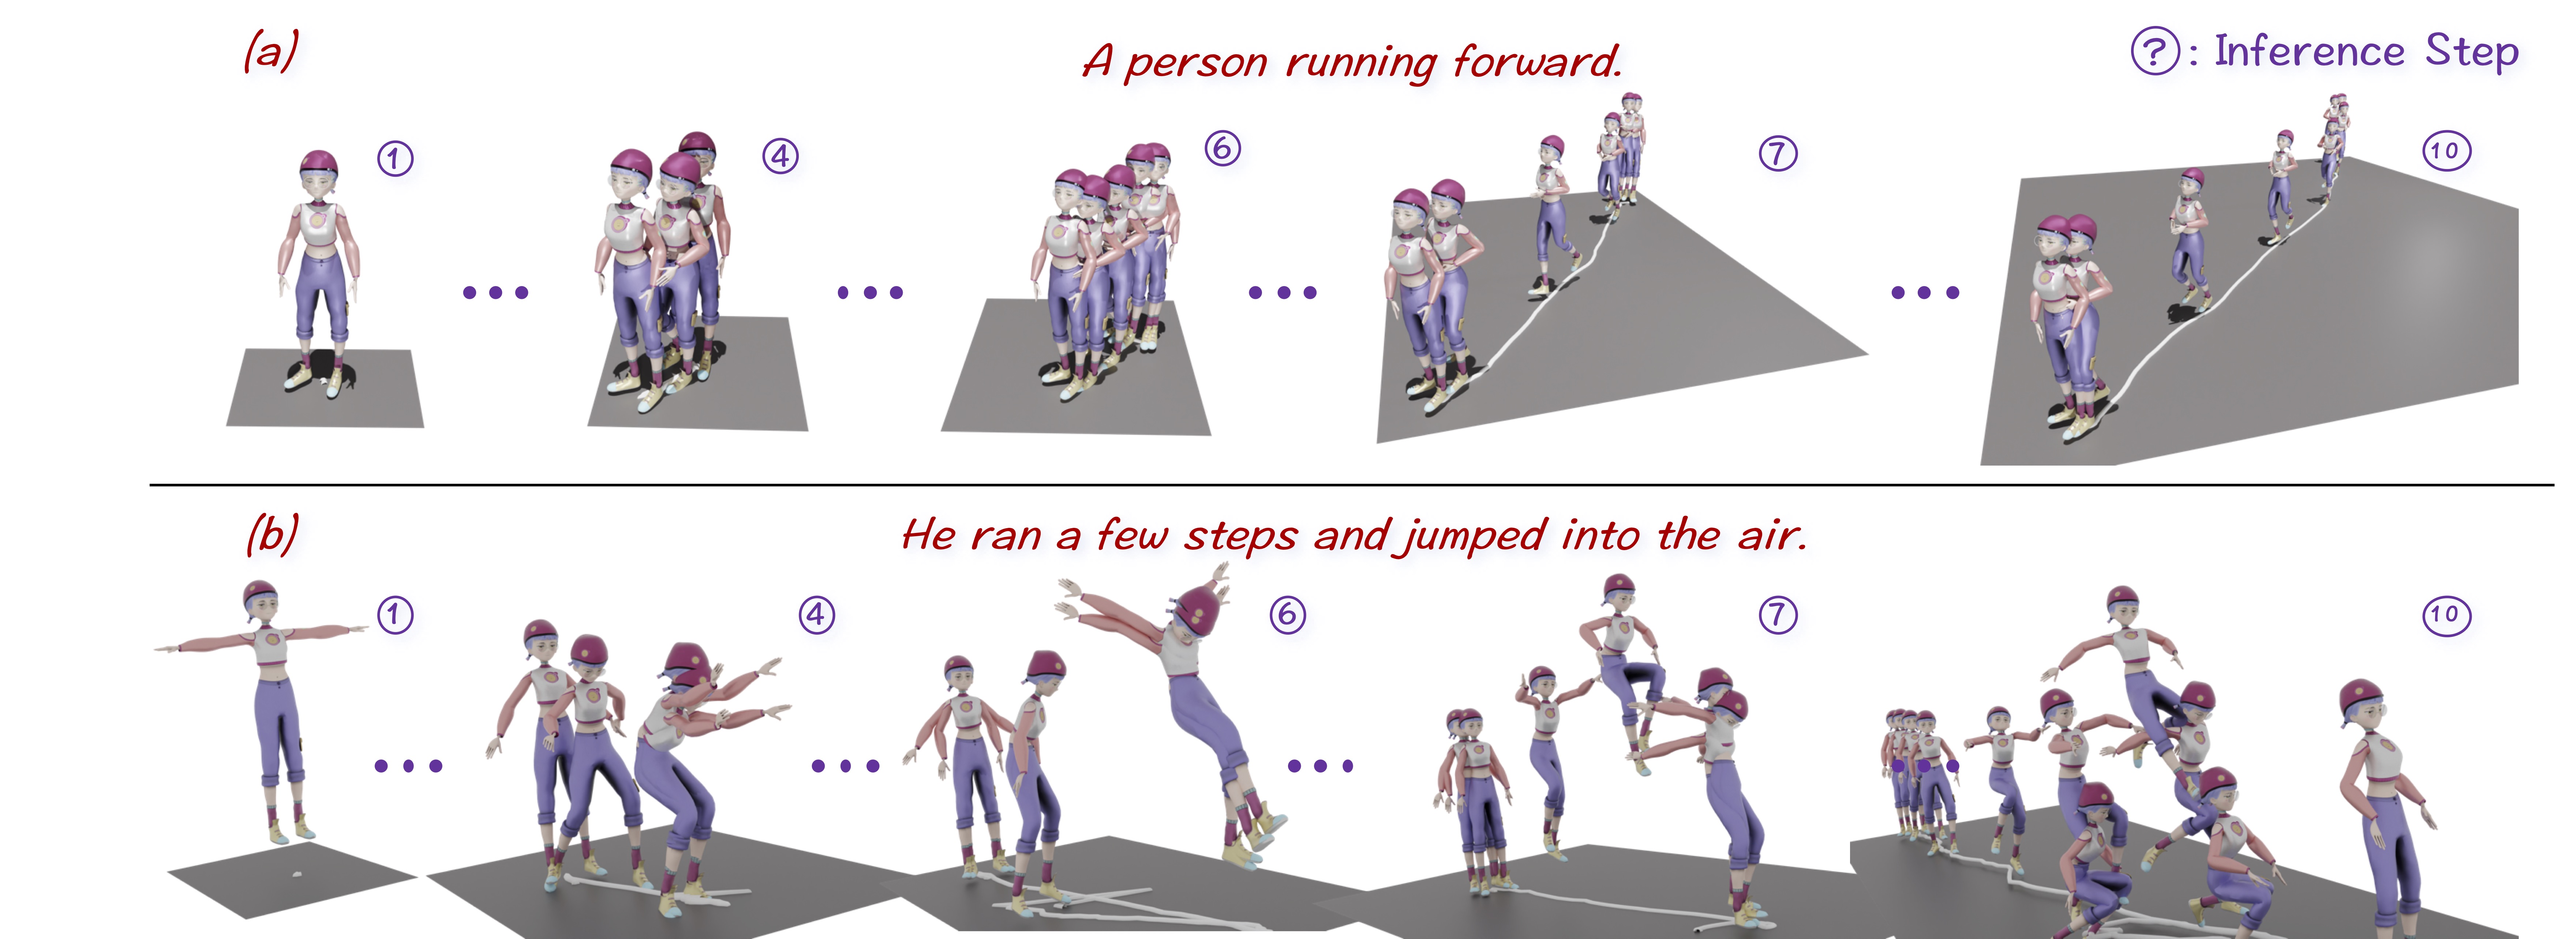 (a)
A person running forward.
?: Inference Step
1
4
6
7
10
(b)
He ran a few steps and jumped into the air.
1
4
6
7
10